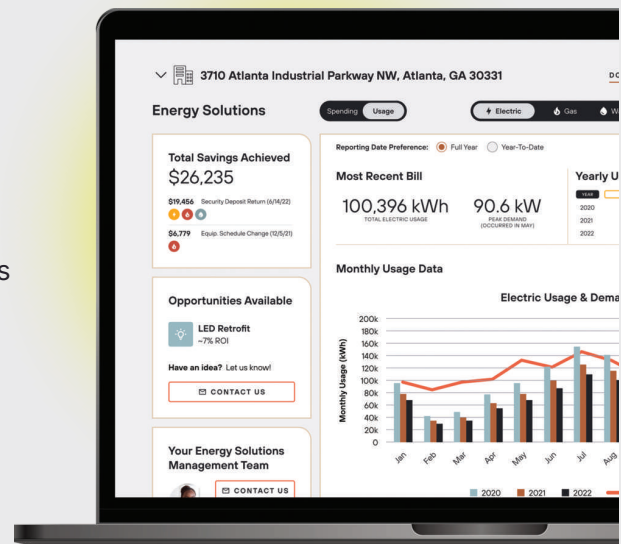 s
3710 Atlanta Industrial Parkway NW, Atlanta, GA 30331
Energy Solutions
Spending Usage
Electric Gas
Total Savings Achieved
$26,235
$19,456 Security Deposit Return (6/14/22)
$6,779 Equip. Schedule Change (12/5/21)
Opportunities Available
LED Retrofit
~7% ROI
Have an idea? Let us know!
CONTACT US
Your Energy Solutions
Management Team
CONTACT US
Reporting Date Preference: Full Year Year-To-Date
Most Recent Bill
100,396 kWh
TOTAL ELECTRIC USAGE
90.6 kW
PEAK DEMAND
(OCCURRED IN MAY)
Yearly U
YEAR
2020
2021
2022
Monthly Usage Data
Electric Usage & Dema
Monthly Usage (kWh)
200k
180k
160k
140k
120k
100k
80k
60k
40k
20k
0
Jan Feb Mar Apr May Jun Jul Aug
2020 2021 2022